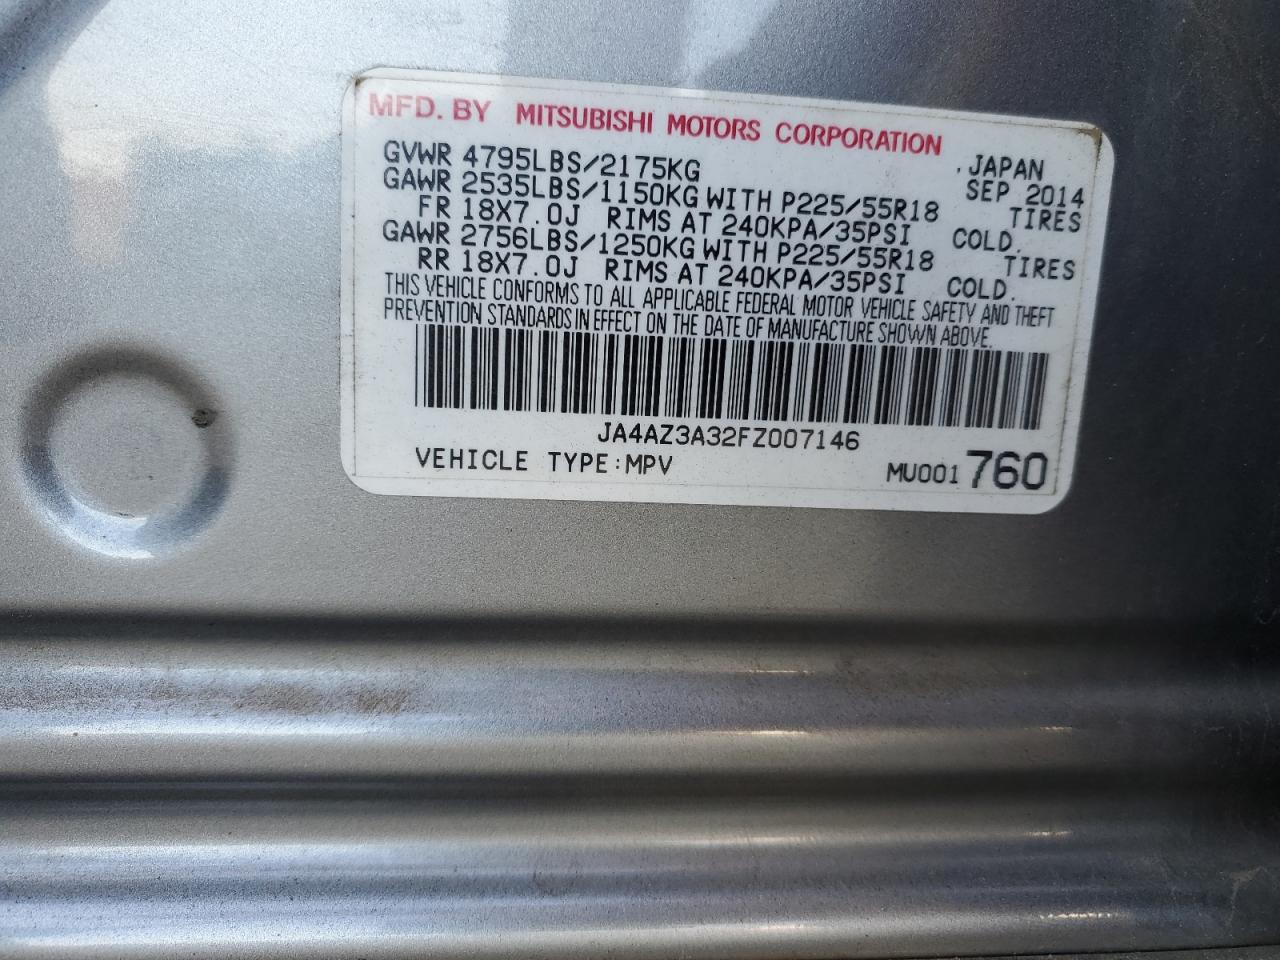 MFD. BY MITSUBISHI MOTORS CORPORATION
GVWR 4795LBS/2175KG .JAPAN
GAWR 2535LBS/1150KG WITH P225/55R18 SEP 2014
FR 18X7.0J RIMS AT 240KPA/35PSI TIRES
COLD.
GAWR 2756LBS/1250KG WITH P225/55R18 TIRES
RR 18X7.0J RIMS AT 240KPA/35PSI COLD.
THIS VEHICLE CONFORMS TO ALL APPLICABLE FEDERAL MOTOR VEHICLE SAFETY AND THEFT
PREVENTION STANDARDS IN EFFECT ON THE DATE OF MANUFACTURE SHOWN ABOVE.
JA4AZ3A32FZ007146
VEHICLE TYPE:MPV MU001 760